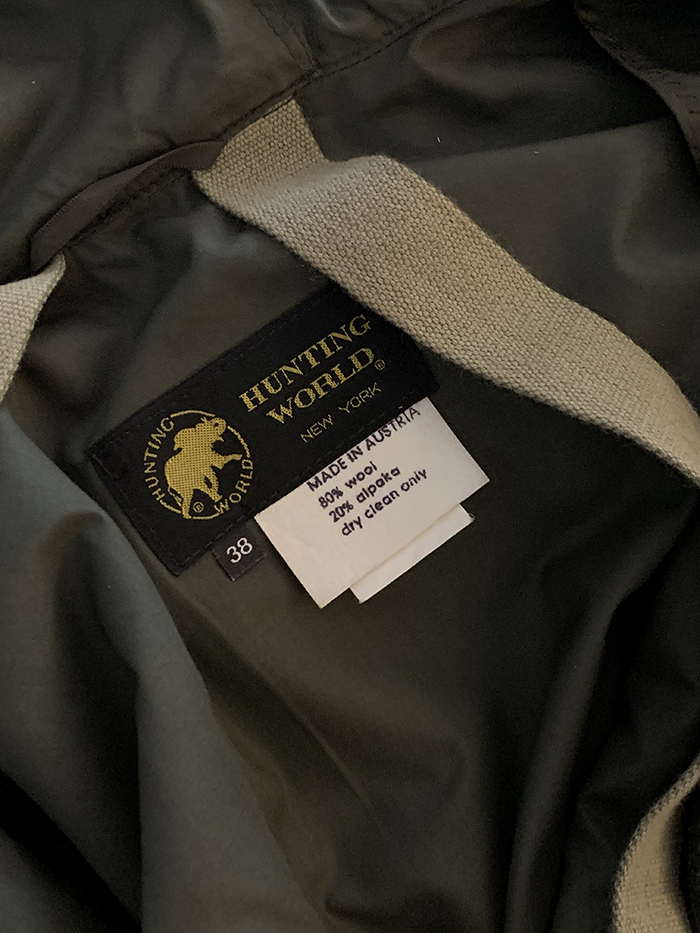 HUNTING
WORLD®
NEW YORK
HUNTING
® WORLD
38
MADE IN AUSTRIA
80% wool
20% alpaka
dry clean only